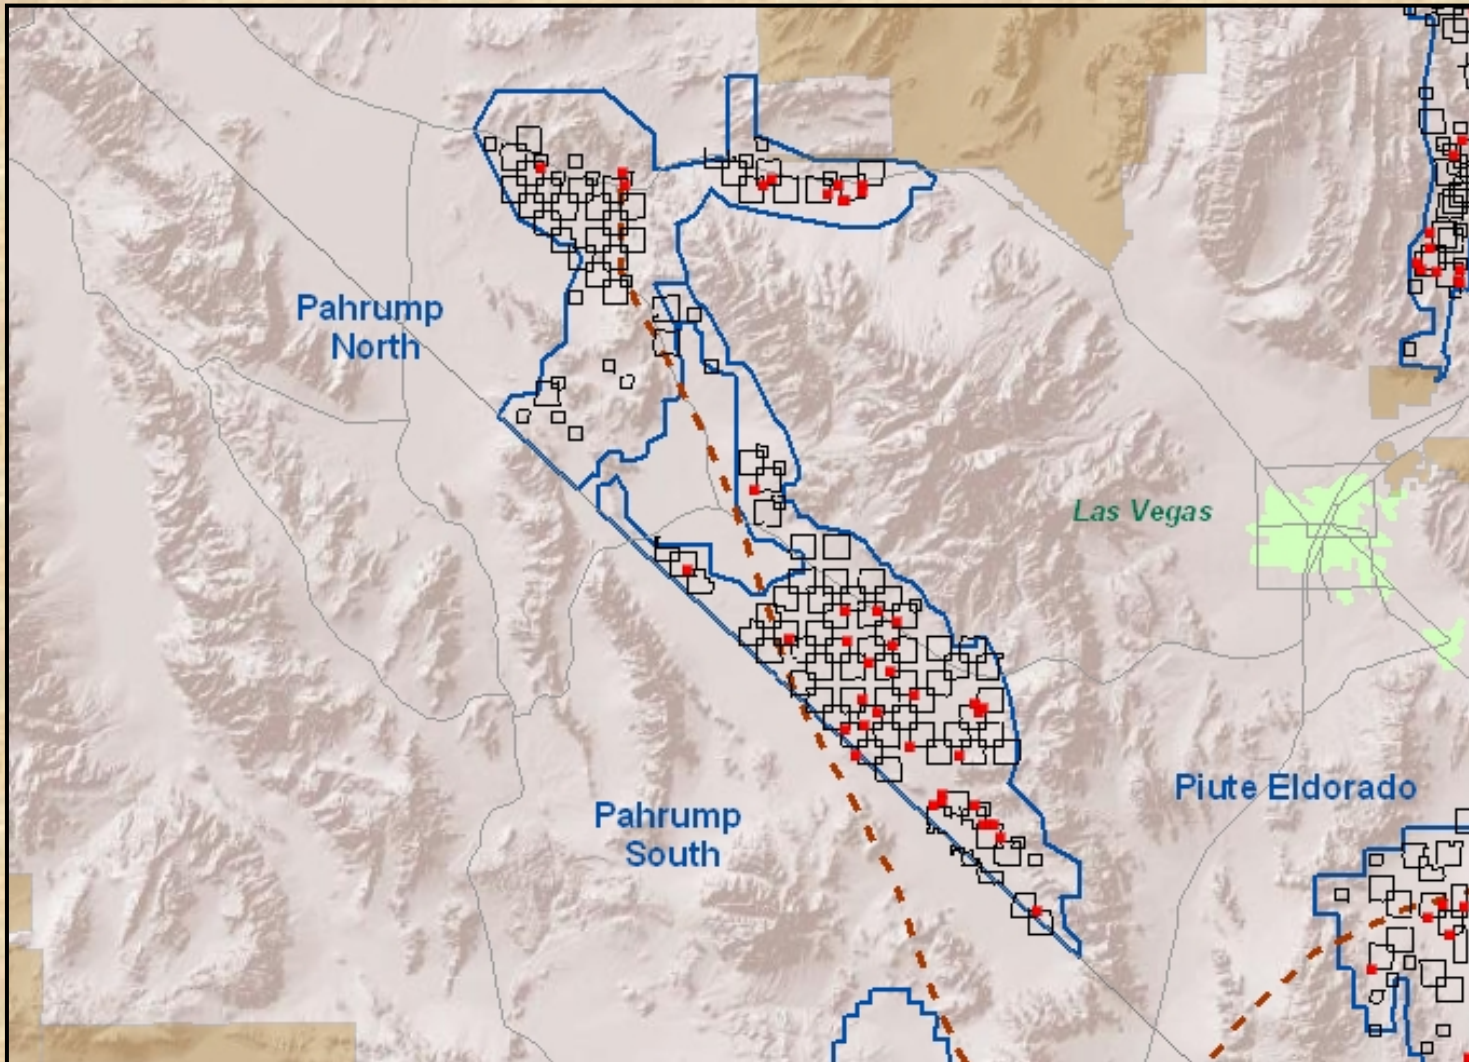 Pahrump
North
Las Vegas
Piute Eldorado
Pahrump
South